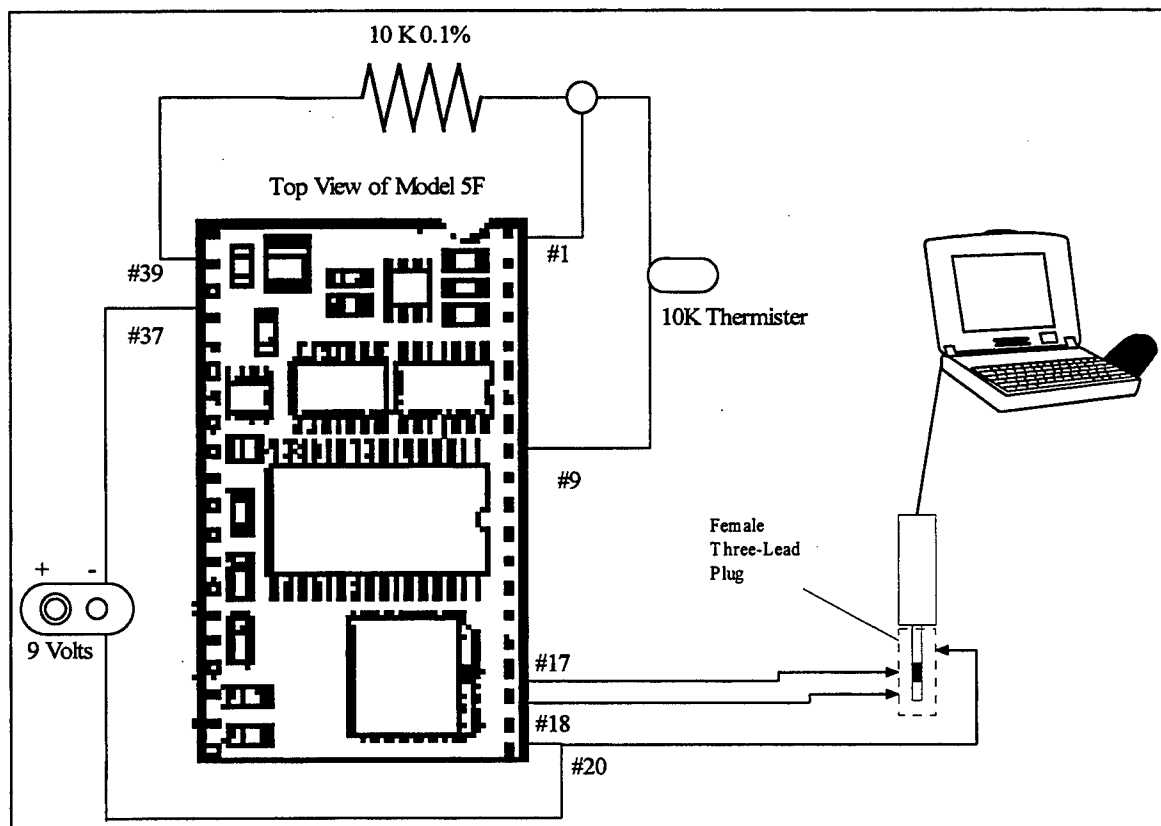 10 K 0.1%
Top View of Model 5F
#39
#1
#37
10K Thermister
#9
Female
Three-Lead
Plug
+ -
9 Volts
#17
#18
#20